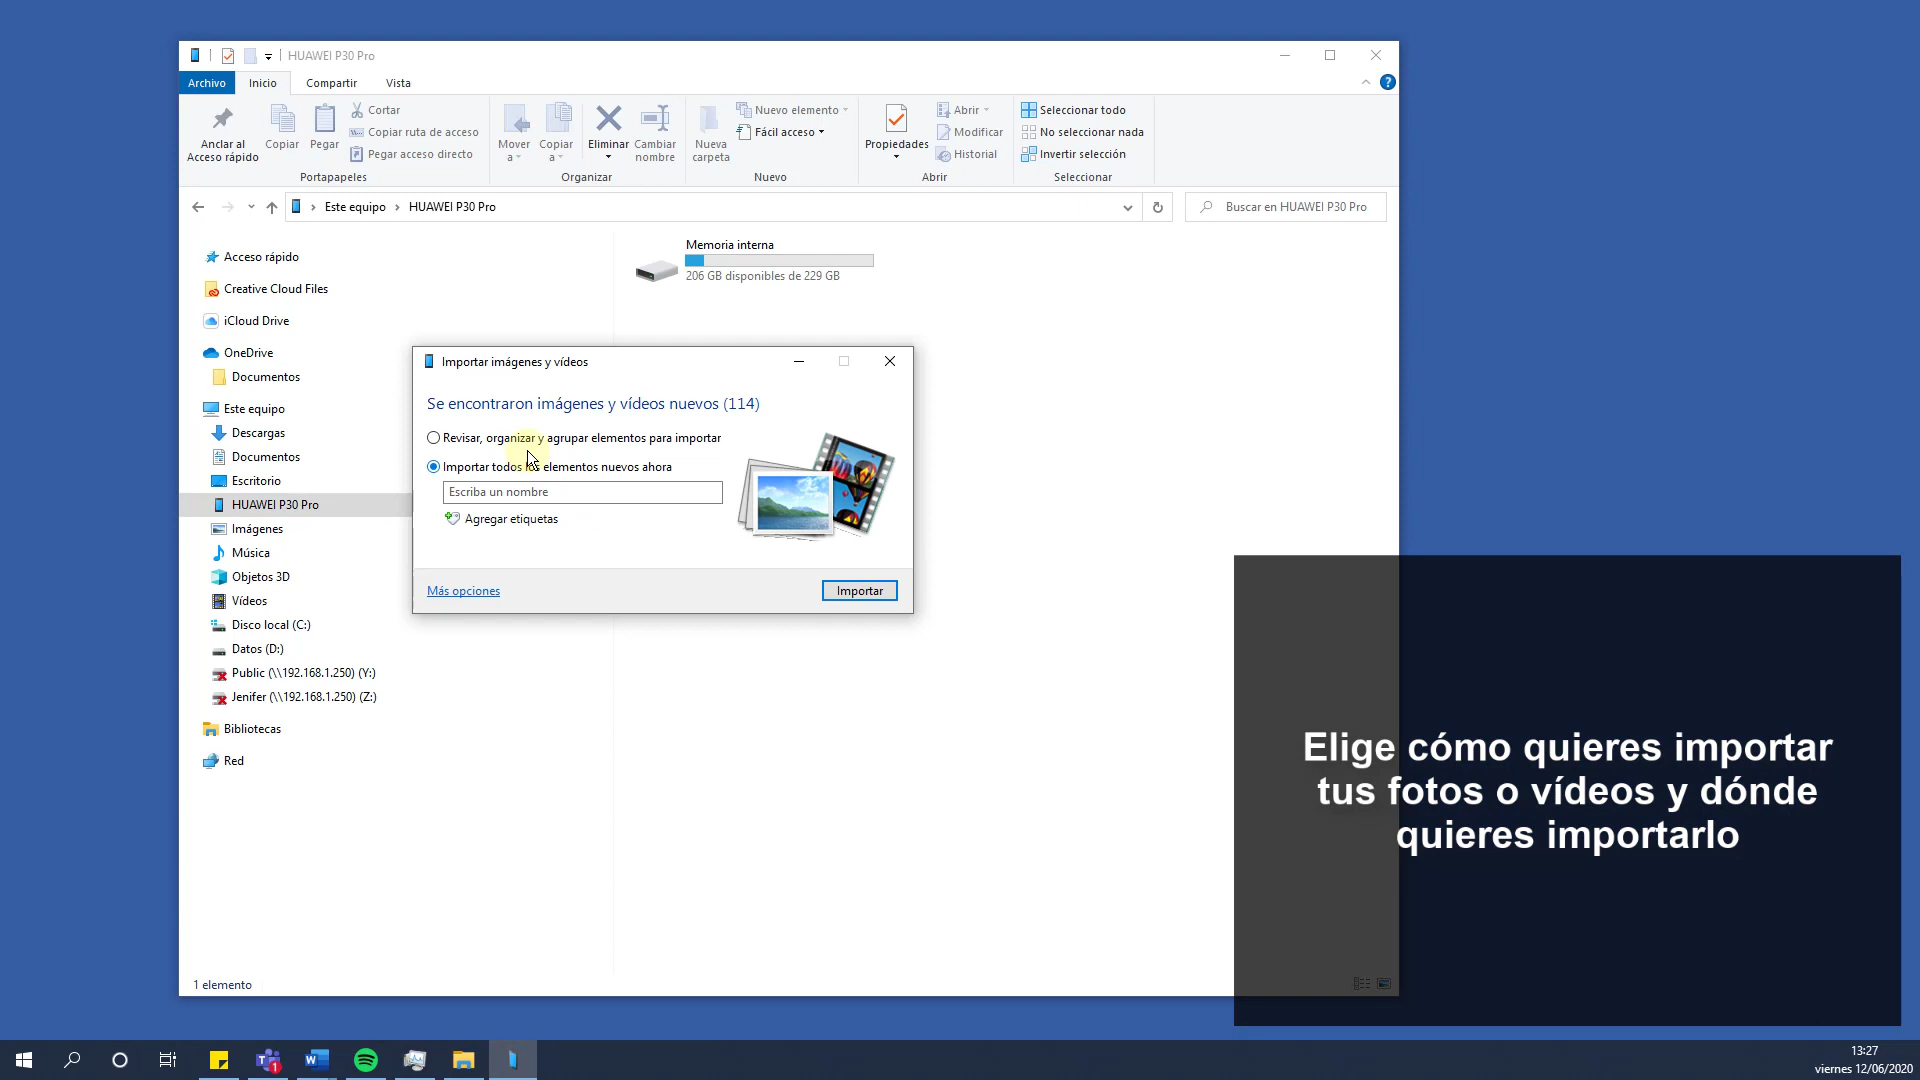 HUAWEI P30 Pro
Archivo
Inicio
Compartir
Vista
Anclar al
Acceso rápido
Copiar
Pegar
Cortar
Copiar ruta de acceso
Pegar acceso directo
Portapapeles
Mover
a
Copiar
a
Eliminar
Cambiar
nombre
Organizar
Nueva
carpeta
Nuevo elemento
Fácil acceso
Nuevo
Propiedades
Abrir
Modificar
Historial
Abrir
Seleccionar todo
No seleccionar nada
Invertir selección
Seleccionar
Este equipo > HUAWEI P30 Pro
Buscar en HUAWEI P30 Pro
Acceso rápido
Creative Cloud Files
iCloud Drive
OneDrive
Documentos
Este equipo
Descargas
Documentos
Escritorio
HUAWEI P30 Pro
Imágenes
Música
Objetos 3D
Vídeos
Disco local (C:)
Datos (D:)
Public (\\192.168.1.250) (Y:)
Jenifer (\\192.168.1.250) (Z:)
Bibliotecas
Red
Memoria interna
206 GB disponibles de 229 GB
Importar imágenes y vídeos
Se encontraron imágenes y vídeos nuevos (114)
Revisar, organizar y agrupar elementos para importar
Importar todos los elementos nuevos ahora
Escriba un nombre
Agregar etiquetas
Más opciones
Importar
Elige cómo quieres importar
tus fotos o vídeos y dónde
quieres importarlo
1 elemento
13:27
viernes 12/06/2020